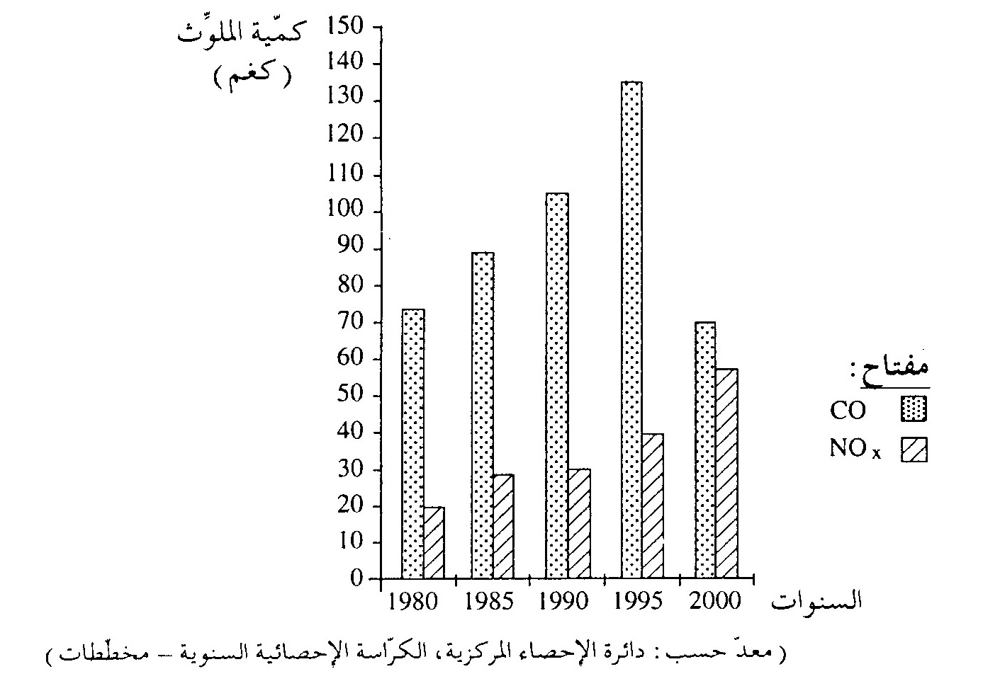 كمّية الملوِّث
(كغم)
150
140
130
120
110
100
90
80
70
60
50
40
30
20
10
0
1980 1985 1990 1995 2000 السنوات
مفتاح:
CO
NOx
(معدّ حسب: دائرة الإحصاء المركزية، الكرّاسة الإحصائية السنوية – مخطّطات)